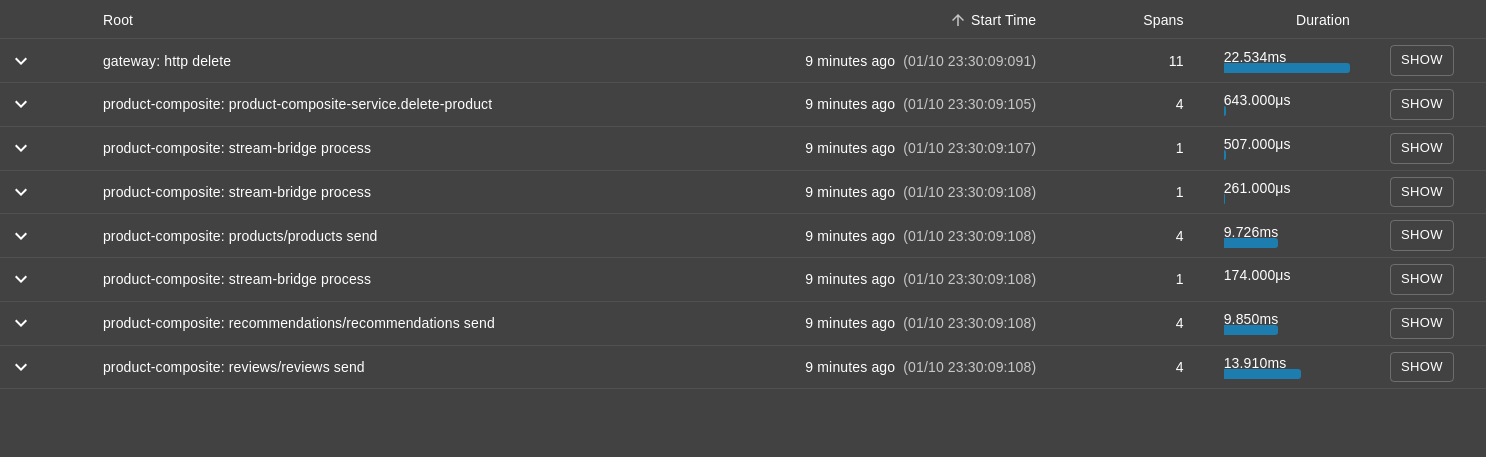 Root Start Time Spans Duration
gateway: http delete 9 minutes ago (01/10 23:30:09:091) 11 22.534ms SHOW
product-composite: product-composite-service.delete-product 9 minutes ago (01/10 23:30:09:105) 4 643.000μs SHOW
product-composite: stream-bridge process 9 minutes ago (01/10 23:30:09:107) 1 507.000μs SHOW
product-composite: stream-bridge process 9 minutes ago (01/10 23:30:09:108) 1 261.000μs SHOW
product-composite: products/products send 9 minutes ago (01/10 23:30:09:108) 4 9.726ms SHOW
product-composite: stream-bridge process 9 minutes ago (01/10 23:30:09:108) 1 174.000μs SHOW
product-composite: recommendations/recommendations send 9 minutes ago (01/10 23:30:09:108) 4 9.850ms SHOW
product-composite: reviews/reviews send 9 minutes ago (01/10 23:30:09:108) 4 13.910ms SHOW